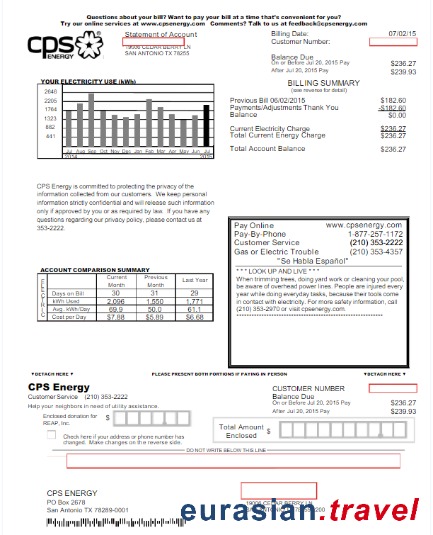 Questions about your bill? Want to pay your bill at a time that's convenient for you?
Try our online services at www.cpsenergy.com Comments? Talk to us at feedback@cpsenergy.com
cps
ENERGY
Statement of Account
19006 CEDAR BERRY LN
SAN ANTONIO TX 78255
Billing Date: 07/02/15
Customer Number:
Balance Due
On or Before Jul 20, 2015 Pay $236.27
After Jul 20, 2015 Pay $239.93
BILLING SUMMARY
(see reverse for detail)
Previous Bill 06/02/2015 $182.60
Payments/Adjustments Thank You -$182.60
Balance $0.00
Current Electricity Charge $236.27
Total Current Energy Charge $236.27
Total Account Balance $236.27
YOUR ELECTRICITY USE (kWh)
2646
2205
1764
1323
882
441
Jul Aug Sep Oct Nov Dec Jan Feb Mar Apr May Jun Jul
2014
CPS Energy is committed to protecting the privacy of the
information collected from our customers. We keep personal
information strictly confidential and will release such information
only if approved by you or as required by law. If you have any
questions regarding our privacy policy, please contact us at
353-2222.
Pay Online www.cpsenergy.com
Pay-By-Phone 1-877-257-1172
Customer Service (210) 353-2222
Gas or Electric Trouble (210) 353-4357
"Se Habla Español"
* * * LOOK UP AND LIVE * * *
When trimming trees, doing yard work or cleaning your pool,
be aware of overhead power lines. People are injured every
year while doing everyday tasks, because their tools come
in contact with electricity. For more safety information, call
(210) 353-2970 or visit cpsenergy.com.
ACCOUNT COMPARISON SUMMARY
ELECTRIC
Current Month Previous Month Last Year
Days on Bill 30 31 29
kWh Used 2,096 1,550 1,771
Avg. kWh/Day 69.9 50.0 61.1
Cost per Day $7.88 $5.89 $6.68
▼DETACH HERE ▼ PLEASE PRESENT BOTH PORTIONS IF PAYING IN PERSON ▼DETACH HERE ▼
CPS Energy
Customer Service (210) 353-2222
Help your neighbors in need of utility assistance.
Enclosed donation for
REAP, Inc. $
Check here if your address or phone number has
changed. Make changes on the reverse side.
CUSTOMER NUMBER
Balance Due
On or Before Jul 20, 2015 Pay $236.27
After Jul 20, 2015 Pay $239.93
Total Amount
Enclosed $
DO NOT WRITE BELOW THIS LINE
CPS ENERGY
PO Box 2678
San Antonio TX 78289-0001
19006 CEDAR BERRY LN
eurasian.travel